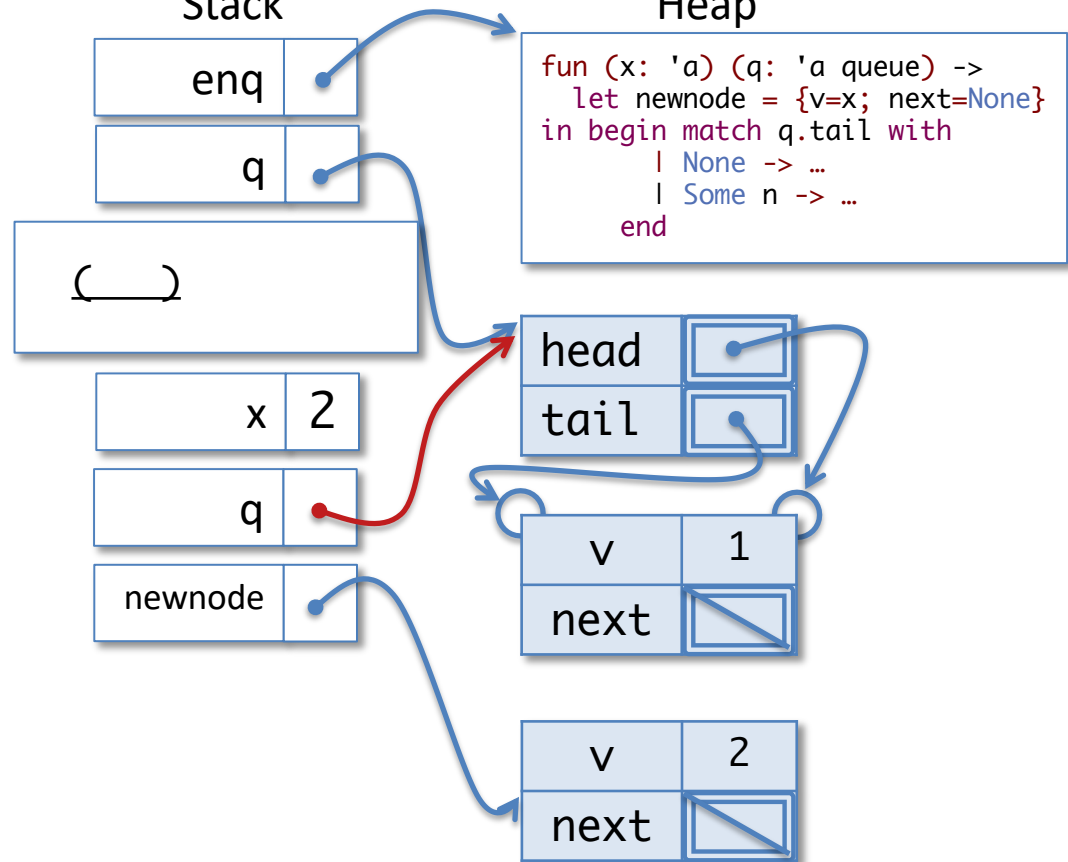 Stack
Heap
enq
q
(___)
x 2
q
newnode
fun (x: 'a) (q: 'a queue) ->
let newnode = {v=x; next=None}
in begin match q.tail with
| None -> …
| Some n -> …
end
head
tail
v 1
next
v 2
next